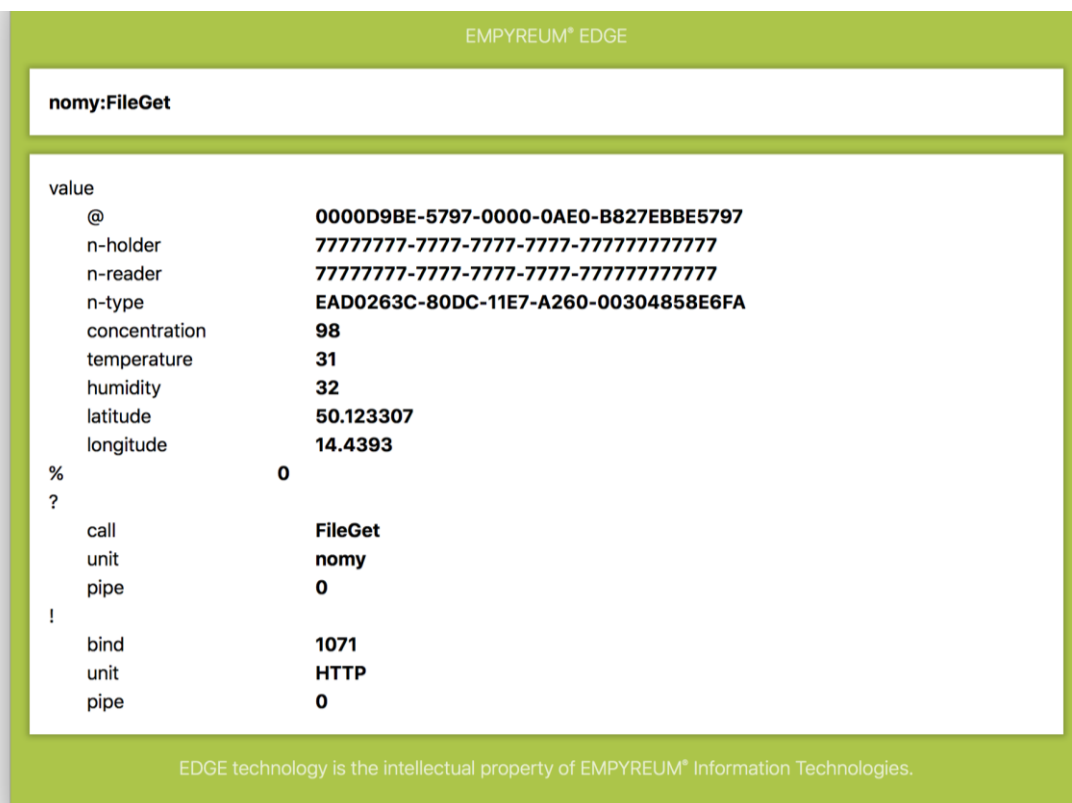 EMPYREUM® EDGE
nomy:FileGet
value
@ 0000D9BE-5797-0000-0AE0-B827EBBE5797
n-holder 77777777-7777-7777-7777-777777777777
n-reader 77777777-7777-7777-7777-777777777777
n-type EAD0263C-80DC-11E7-A260-00304858E6FA
concentration 98
temperature 31
humidity 32
latitude 50.123307
longitude 14.4393
% 0
?
call FileGet
unit nomy
pipe 0
!
bind 1071
unit HTTP
pipe 0
EDGE technology is the intellectual property of EMPYREUM® Information Technologies.